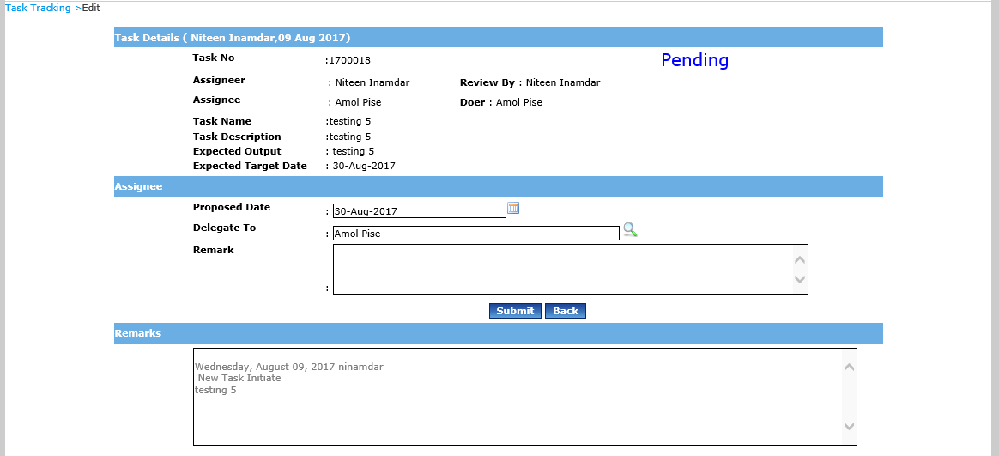 Task Tracking >Edit
Task Details ( Niteen Inamdar,09 Aug 2017)
Task No :1700018 Pending
Assigneer : Niteen Inamdar Review By : Niteen Inamdar
Assignee : Amol Pise Doer : Amol Pise
Task Name :testing 5
Task Description :testing 5
Expected Output : testing 5
Expected Target Date : 30-Aug-2017
Assignee
Proposed Date : 30-Aug-2017
Delegate To : Amol Pise
Remark :
Submit Back
Remarks
Wednesday, August 09, 2017 ninamdar
New Task Initiate
testing 5